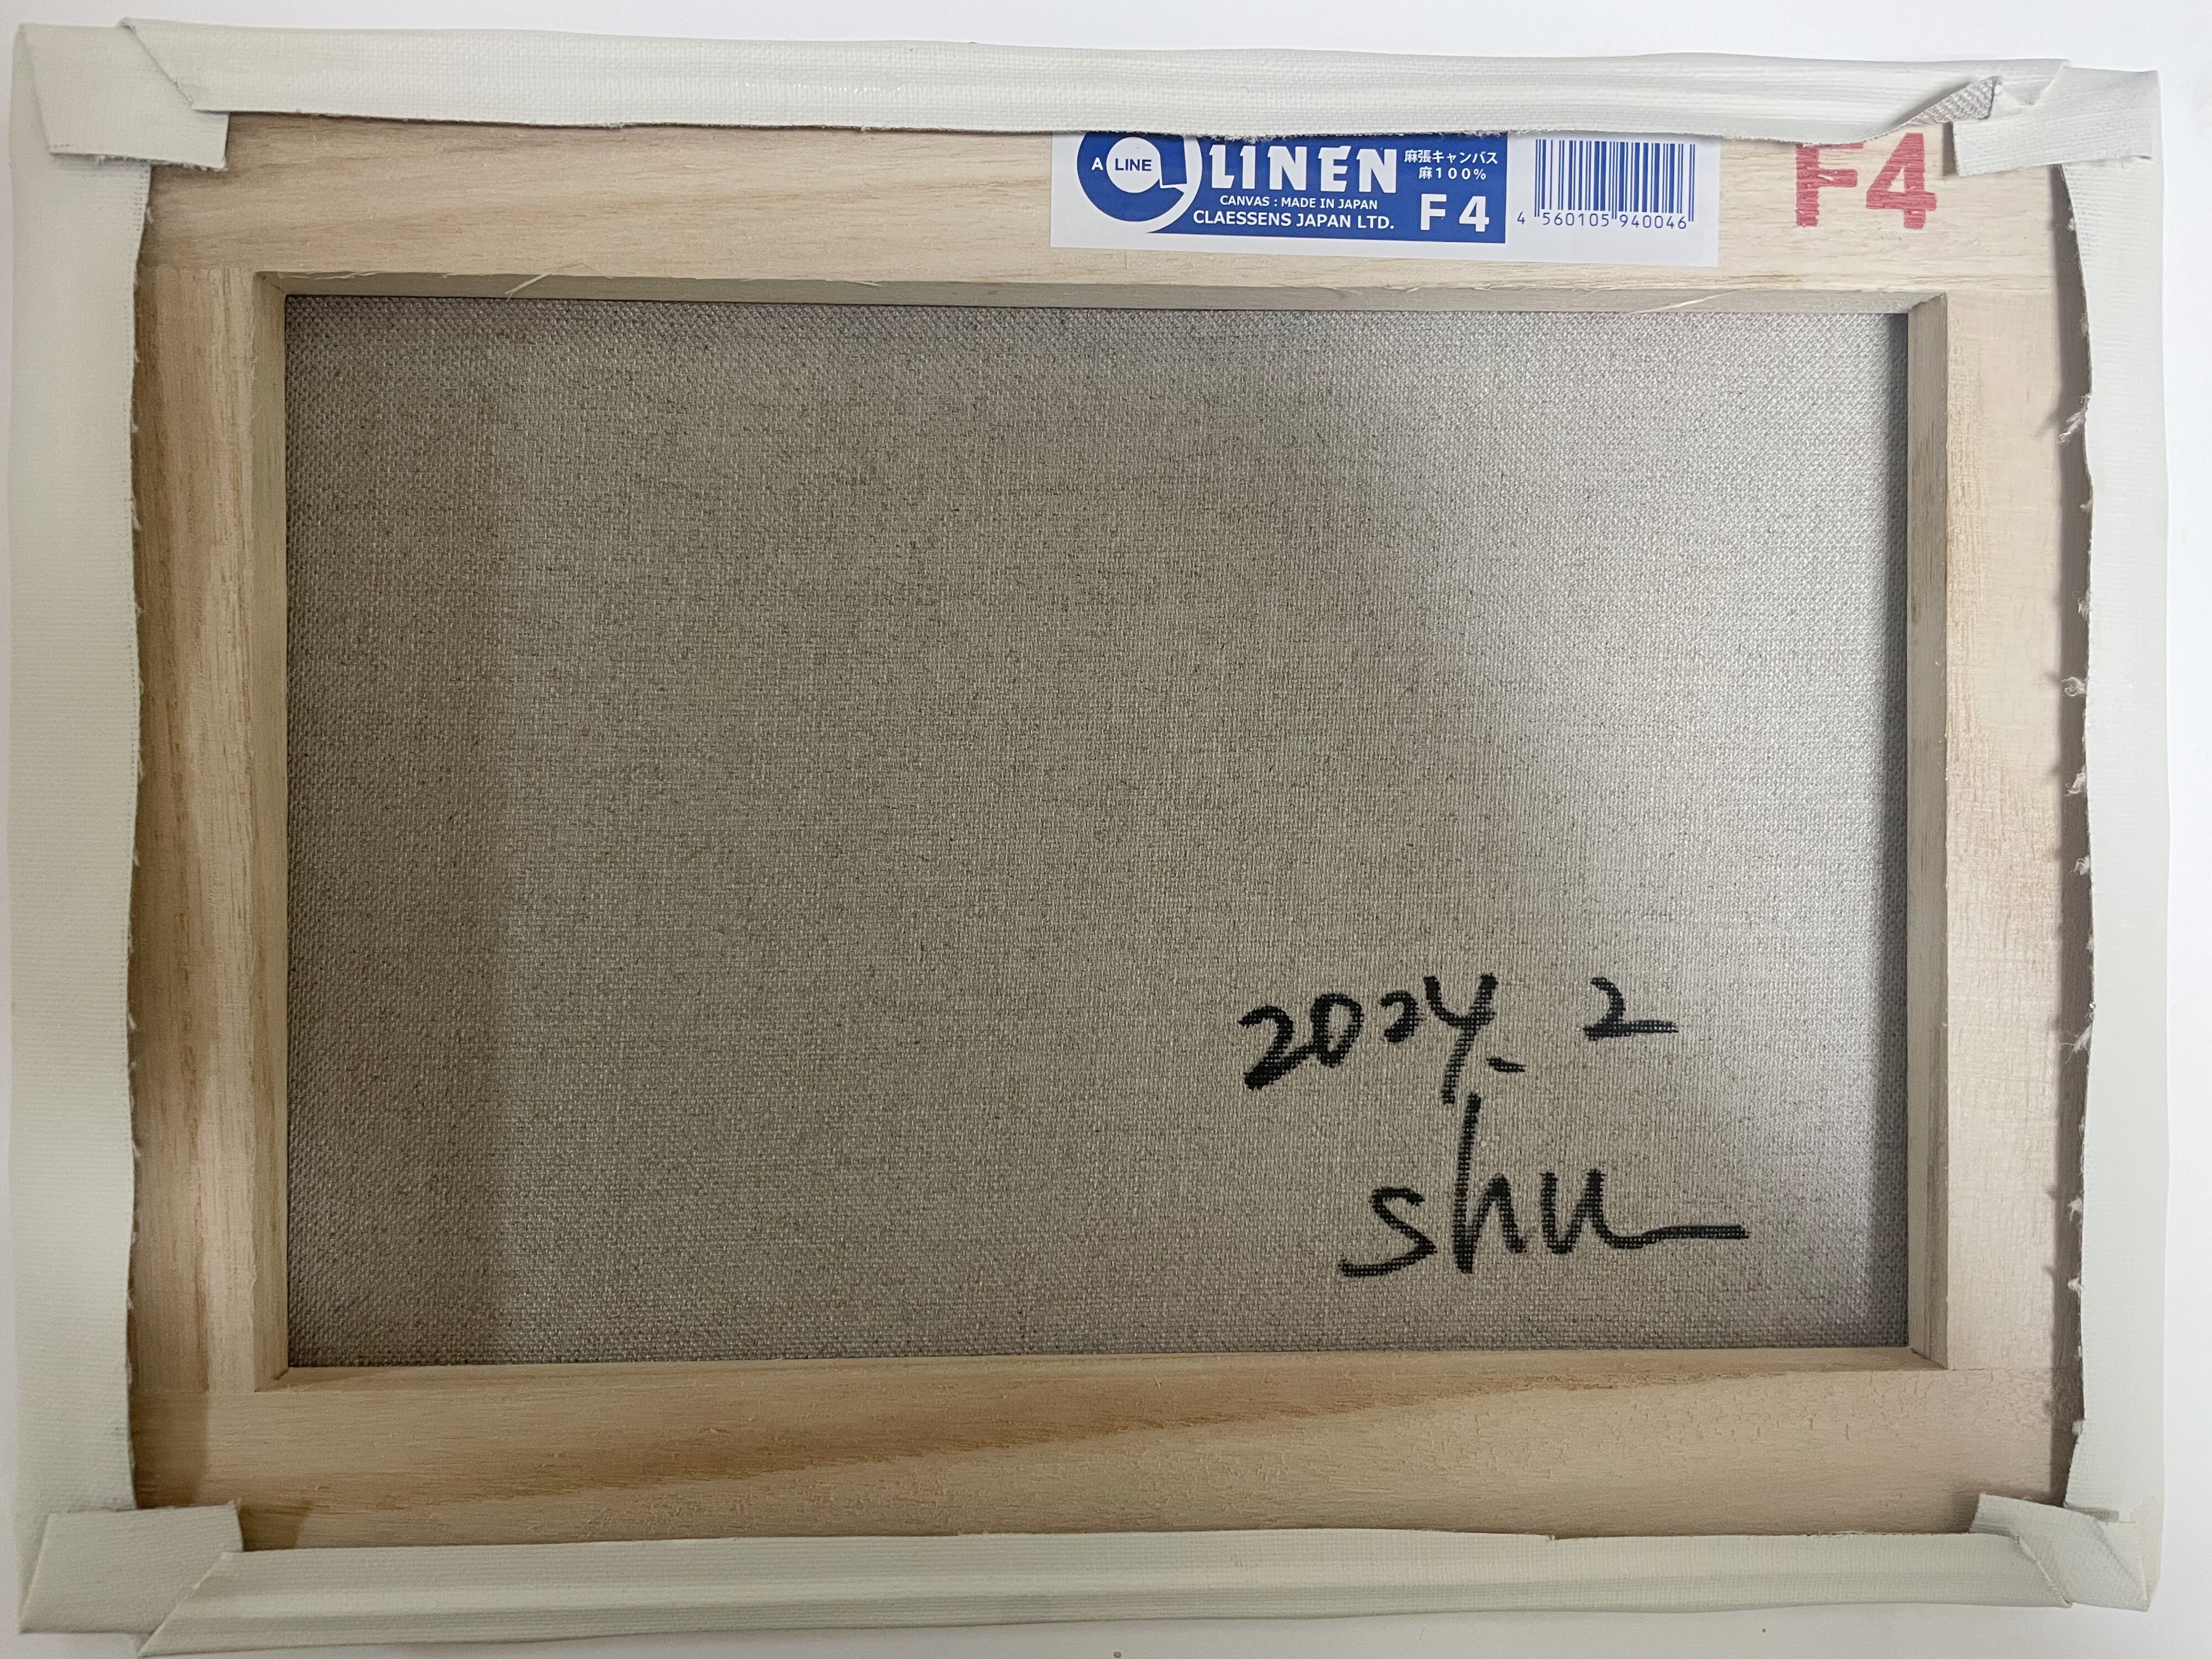 A LINE
LINEN
麻張キャンバス
麻100%
CANVAS : MADE IN JAPAN
CLAESSENS JAPAN LTD.
F4
4 560105 940046
F4
2024. 2
shu